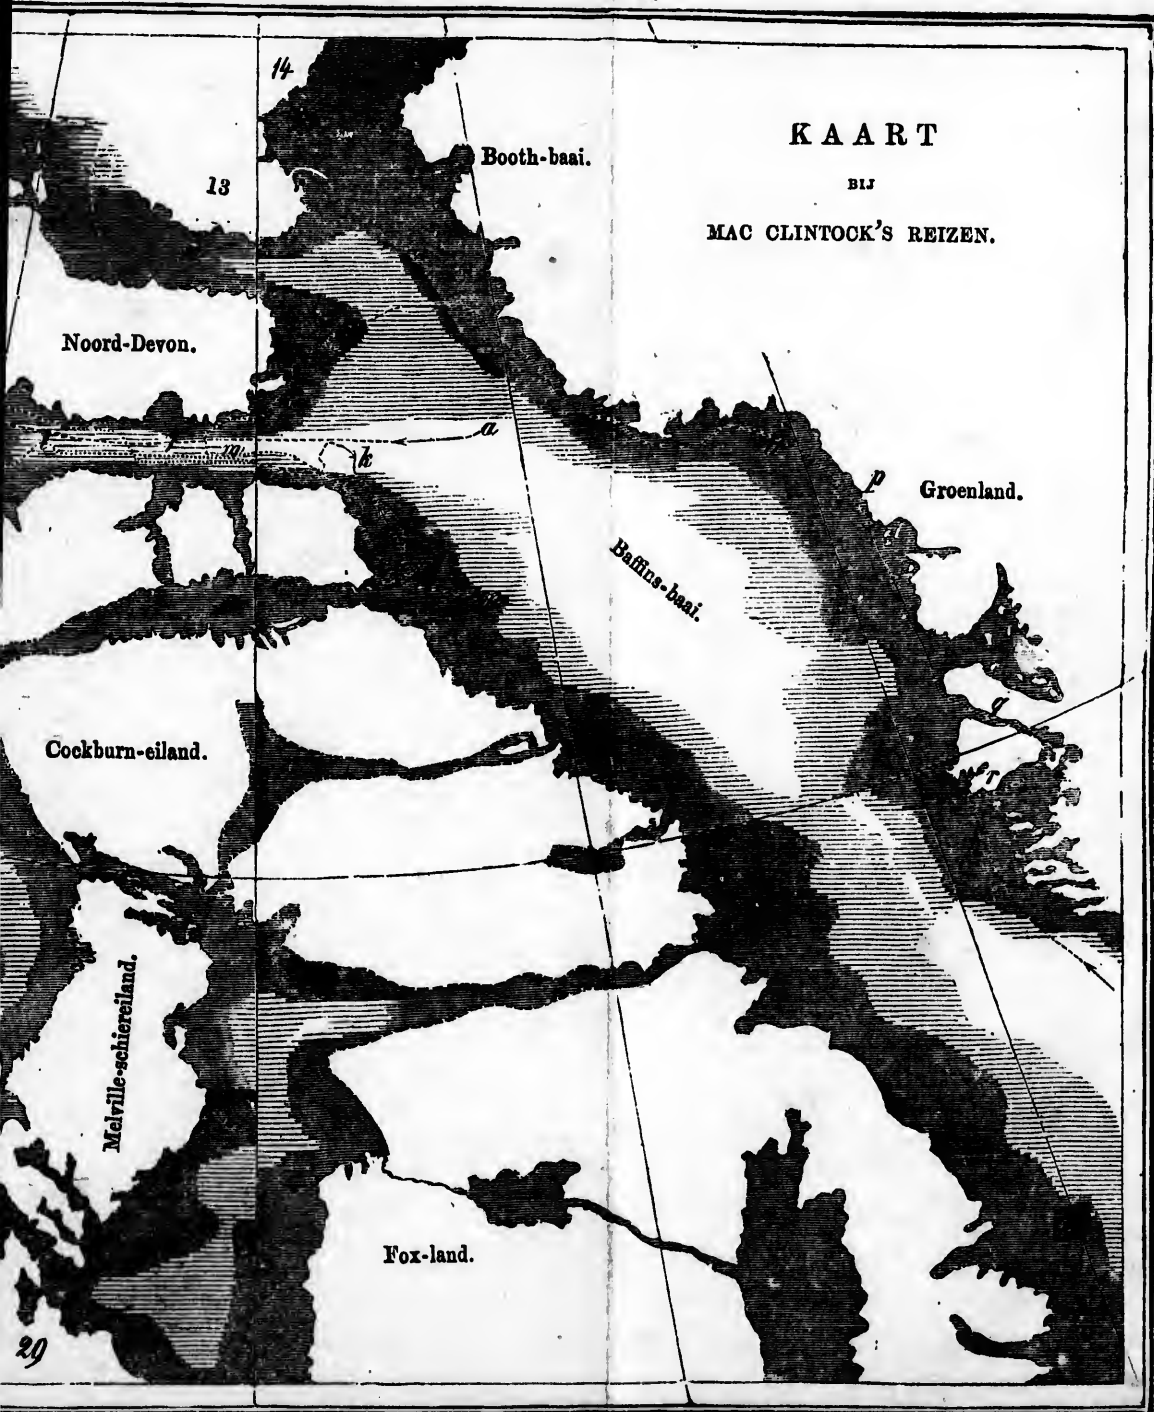 14
KAART
BIJ
MAC CLINTOCK'S REIZEN.
Booth-baai.
13
Noord-Devon.
a
m
k
p
Groenland.
Baffins-baai.
q
r
Cockburn-eiland.
Melville-schiereiland.
Fox-land.
29